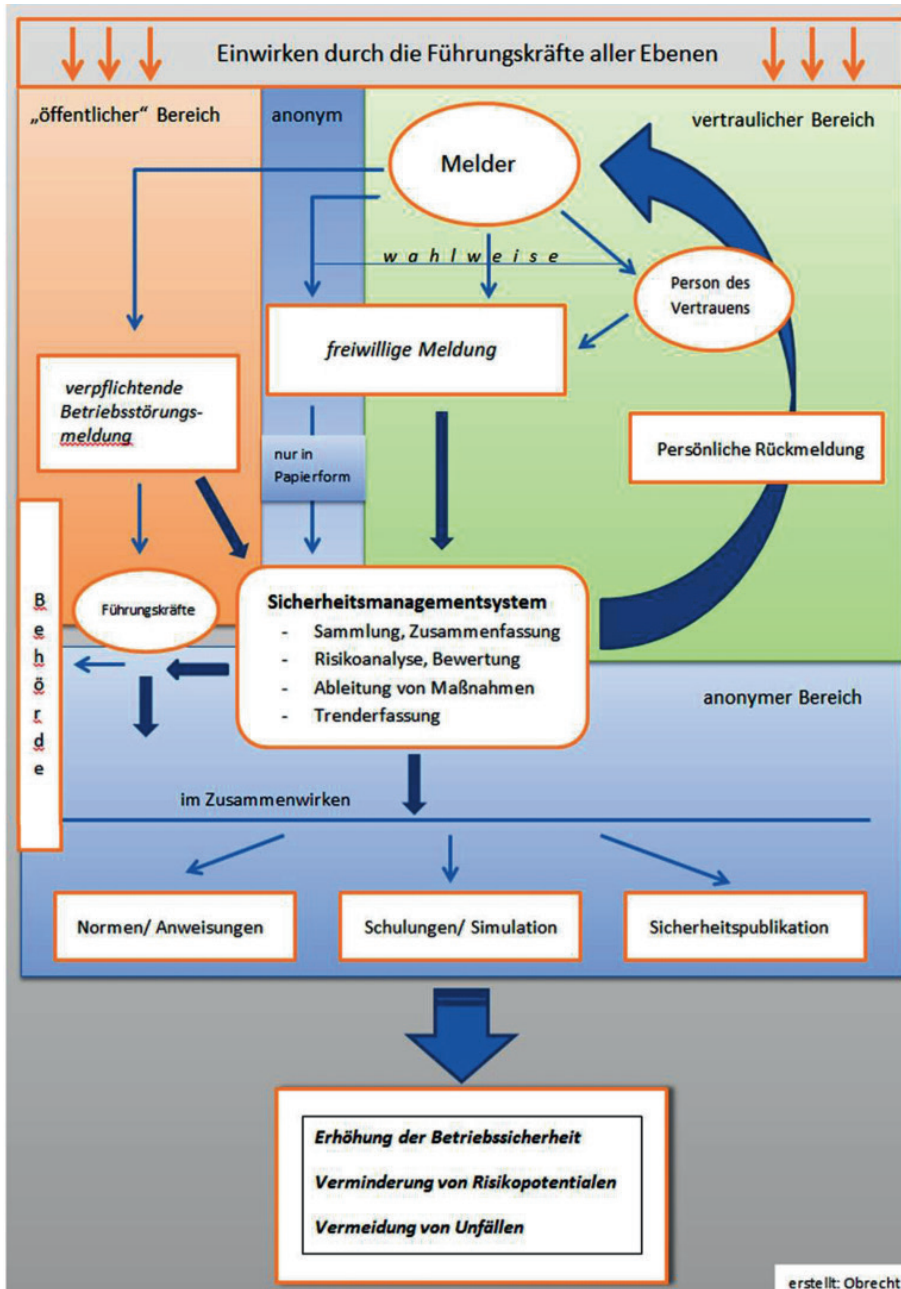 Einwirken durch die Führungskräfte aller Ebenen
„öffentlicher“ Bereich
anonym
vertraulicher Bereich
Melder
wahlweise
Person des
Vertrauens
freiwillige Meldung
verpflichtende
Betriebsstörungs-
meldung
nur in
Papierform
Persönliche Rückmeldung
Behörde
Führungskräfte
Sicherheitsmanagementsystem
- Sammlung, Zusammenfassung
- Risikoanalyse, Bewertung
- Ableitung von Maßnahmen
- Trenderfassung
anonymer Bereich
im Zusammenwirken
Normen/ Anweisungen
Schulungen/ Simulation
Sicherheitspublikation
Erhöhung der Betriebssicherheit
Verminderung von Risikopotentialen
Vermeidung von Unfällen
erstellt: Obrecht